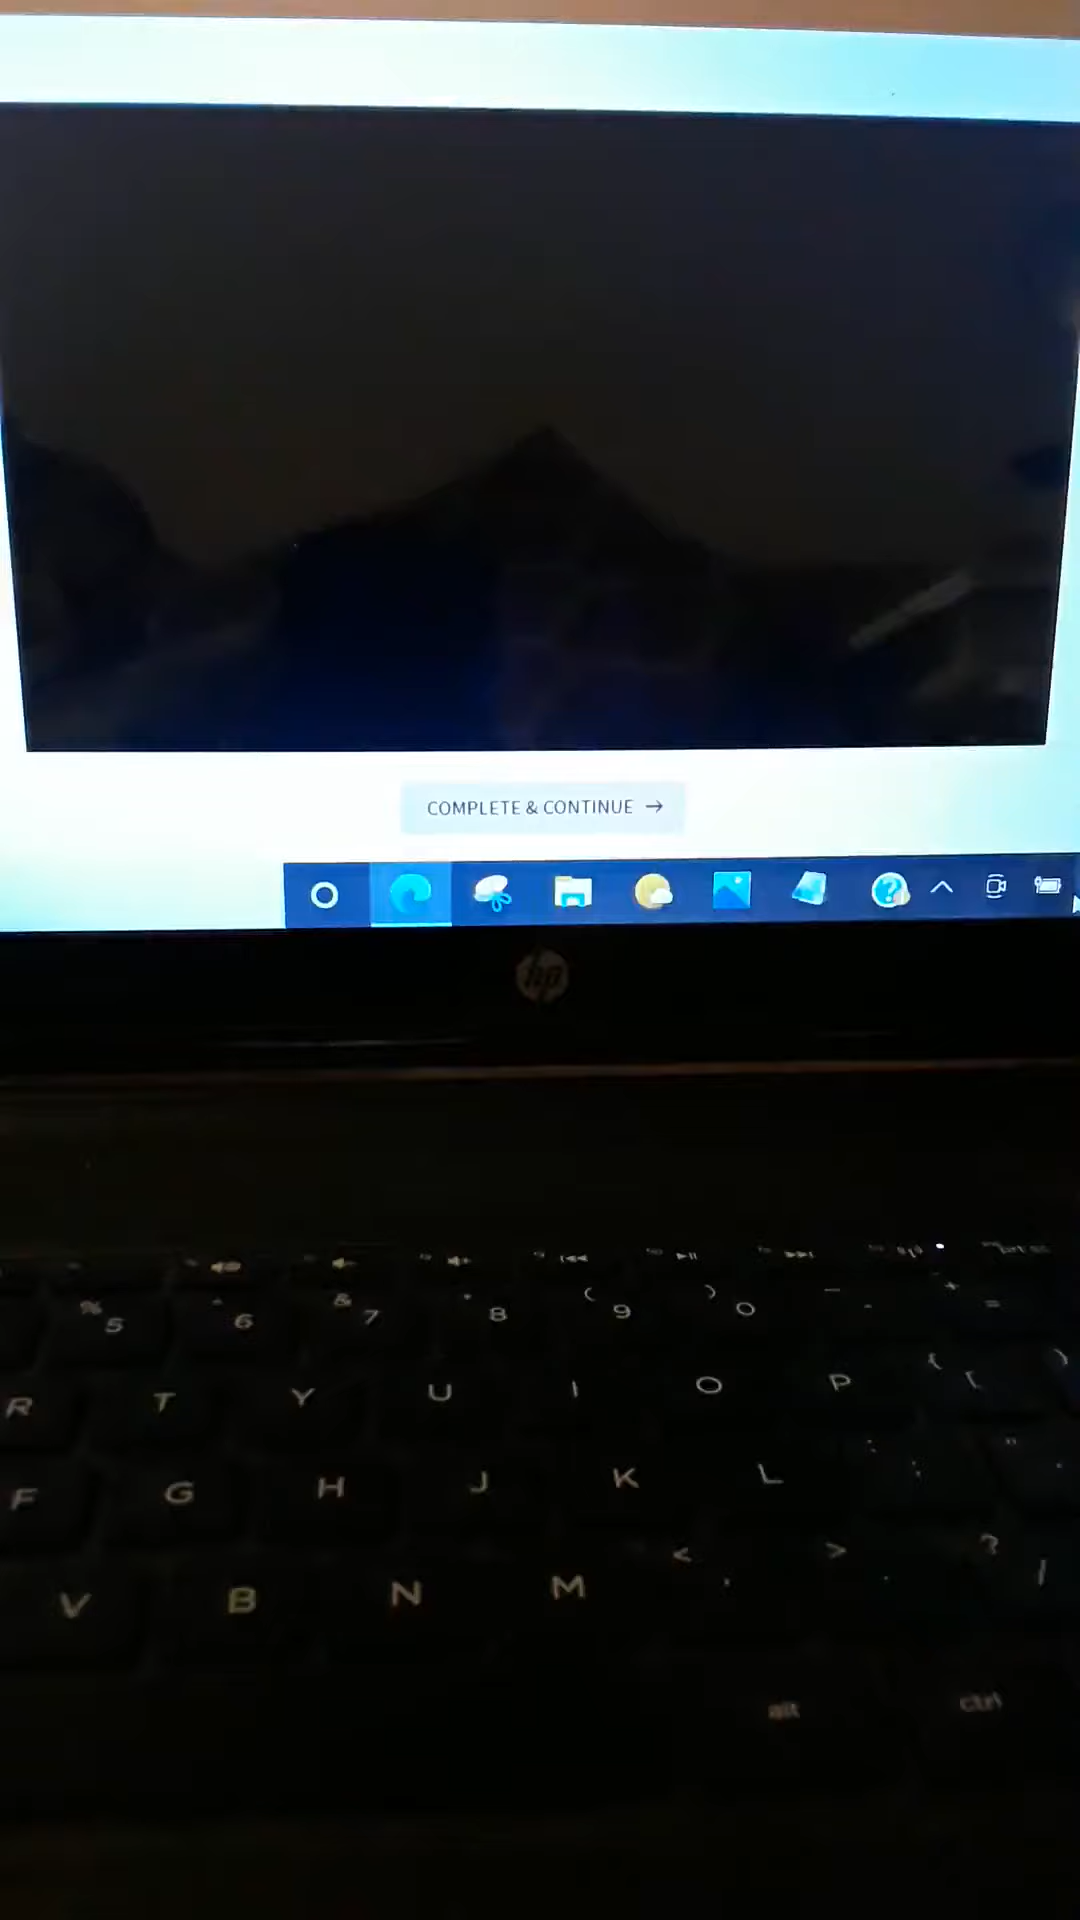 COMPLETE & CONTINUE →
hp
% 5 ^ 6 & 7 * 8 ( 9 ) 0 _ - + =
R T Y U I O P { [
F G H J K L : ; "
V B N M < , > . ? /
alt ctrl